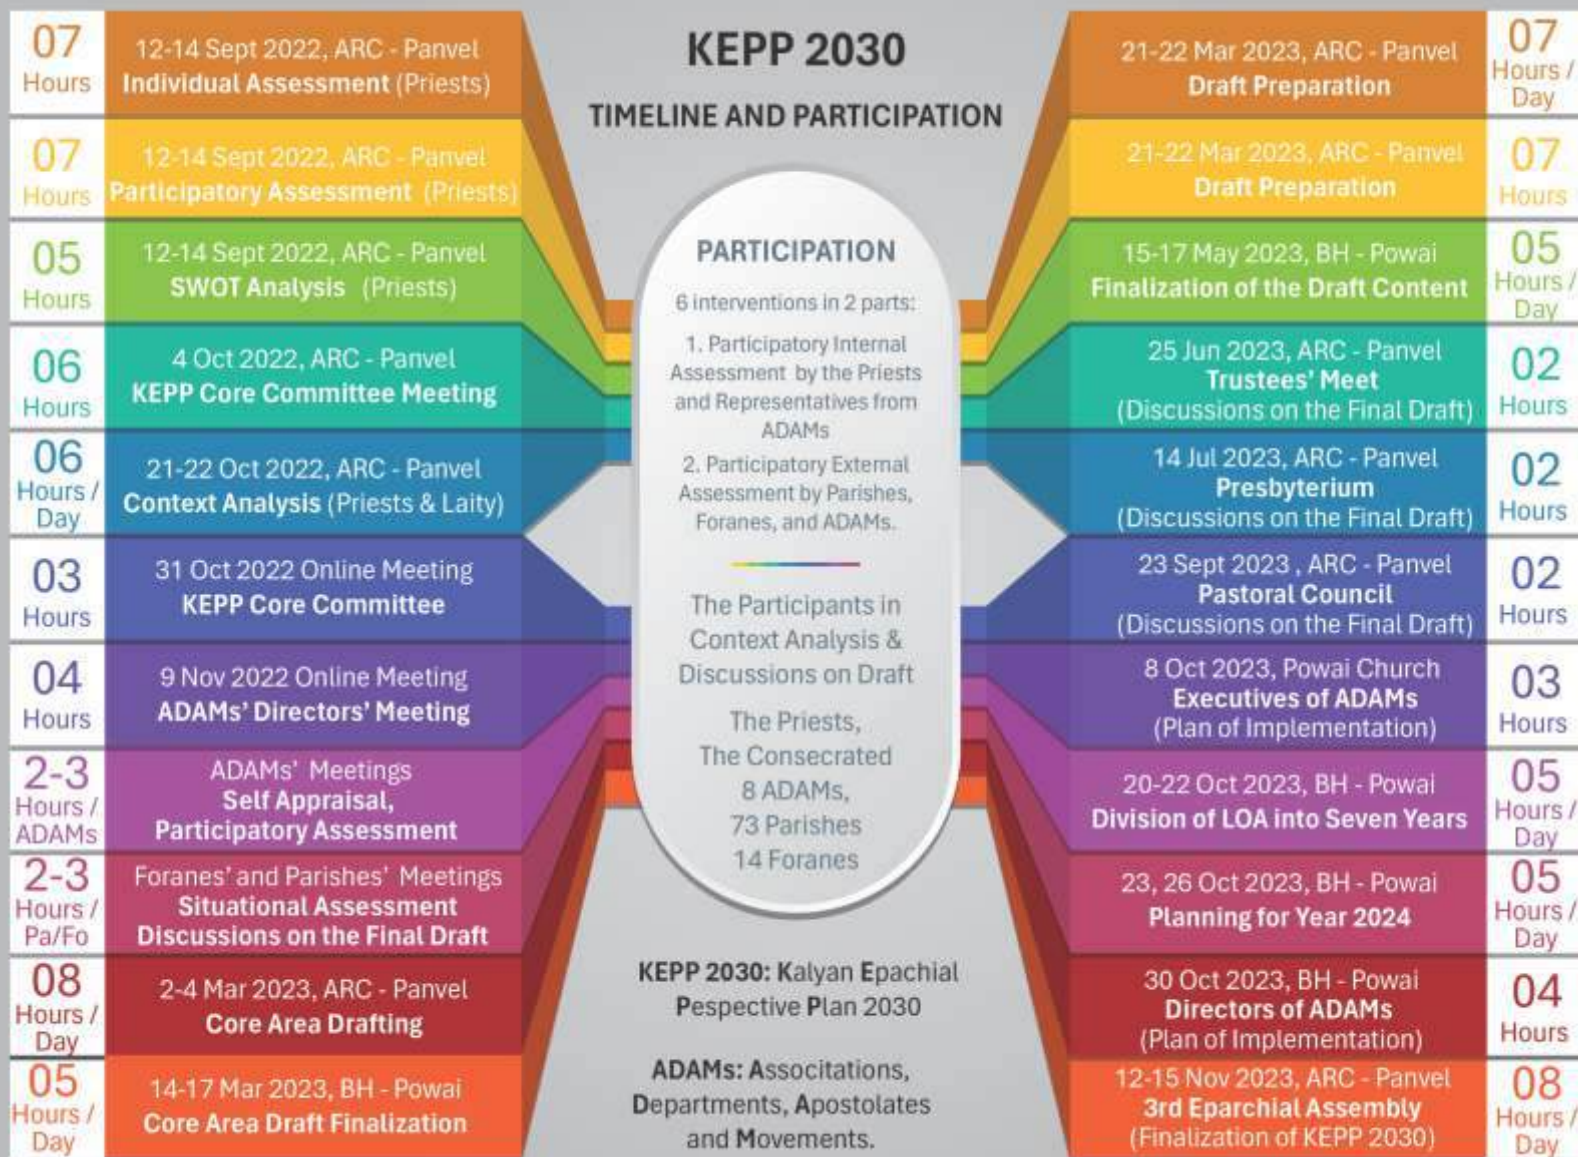 07
Hours
12-14 Sept 2022, ARC - Panvel
Individual Assessment (Priests)
07
Hours
12-14 Sept 2022, ARC - Panvel
Participatory Assessment (Priests)
05
Hours
12-14 Sept 2022, ARC - Panvel
SWOT Analysis (Priests)
06
Hours
4 Oct 2022, ARC - Panvel
KEPP Core Committee Meeting
06
Hours /
Day
21-22 Oct 2022, ARC - Panvel
Context Analysis (Priests & Laity)
03
Hours
31 Oct 2022 Online Meeting
KEPP Core Committee
04
Hours
9 Nov 2022 Online Meeting
ADAMs’ Directors’ Meeting
2-3
Hours /
ADAMs
ADAMs’ Meetings
Self Appraisal,
Participatory Assessment
2-3
Hours /
Pa/Fo
Foranes’ and Parishes’ Meetings
Situational Assessment
Discussions on the Final Draft
08
Hours /
Day
2-4 Mar 2023, ARC - Panvel
Core Area Drafting
05
Hours /
Day
14-17 Mar 2023, BH - Powai
Core Area Draft Finalization
KEPP 2030
TIMELINE AND PARTICIPATION
PARTICIPATION
6 interventions in 2 parts:
1. Participatory Internal
Assessment by the Priests
and Representatives from
ADAMs
2. Participatory External
Assessment by Parishes,
Foranes, and ADAMs.
The Participants in
Context Analysis &
Discussions on Draft
The Priests,
The Consecrated
8 ADAMs,
73 Parishes
14 Foranes
KEPP 2030: Kalyan Epachial
Pespective Plan 2030
ADAMs: Associtations,
Departments, Apostolates
and Movements.
21-22 Mar 2023, ARC - Panvel
Draft Preparation
07
Hours /
Day
21-22 Mar 2023, ARC - Panvel
Draft Preparation
07
Hours
15-17 May 2023, BH - Powai
Finalization of the Draft Content
05
Hours /
Day
25 Jun 2023, ARC - Panvel
Trustees’ Meet
(Discussions on the Final Draft)
02
Hours
14 Jul 2023, ARC - Panvel
Presbyterium
(Discussions on the Final Draft)
02
Hours
23 Sept 2023 , ARC - Panvel
Pastoral Council
(Discussions on the Final Draft)
02
Hours
8 Oct 2023, Powai Church
Executives of ADAMs
(Plan of Implementation)
03
Hours
20-22 Oct 2023, BH - Powai
Division of LOA into Seven Years
05
Hours /
Day
23, 26 Oct 2023, BH - Powai
Planning for Year 2024
05
Hours /
Day
30 Oct 2023, BH - Powai
Directors of ADAMs
(Plan of Implementation)
04
Hours
12-15 Nov 2023, ARC - Panvel
3rd Eparchial Assembly
(Finalization of KEPP 2030)
08
Hours /
Day